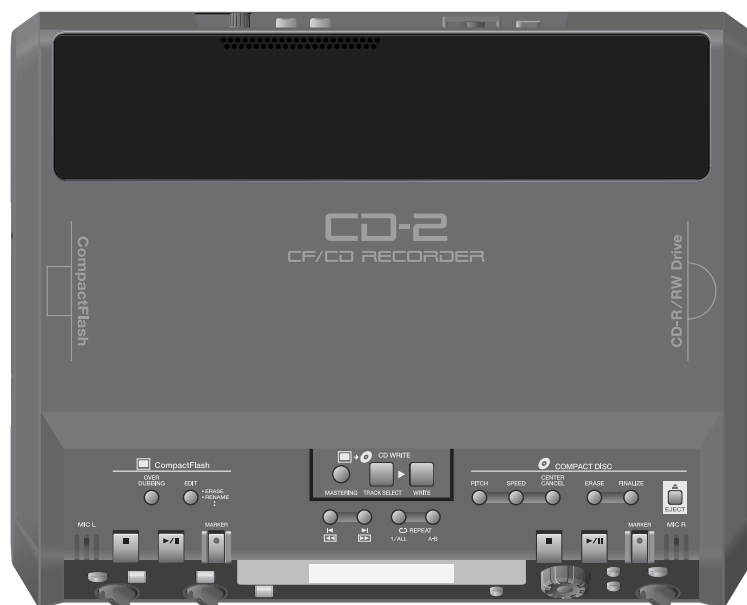 CD-2
CF/CD RECORDER
CompactFlash
CD-R/RW Drive
CompactFlash
OVER
DUBBING
EDIT
• ERASE
• RENAME
CD WRITE
MASTERING TRACK SELECT WRITE
COMPACT DISC
PITCH SPEED CENTER
CANCEL ERASE FINALIZE
EJECT
REPEAT
1/ALL A-B
MIC L
MARKER
MARKER
MIC R